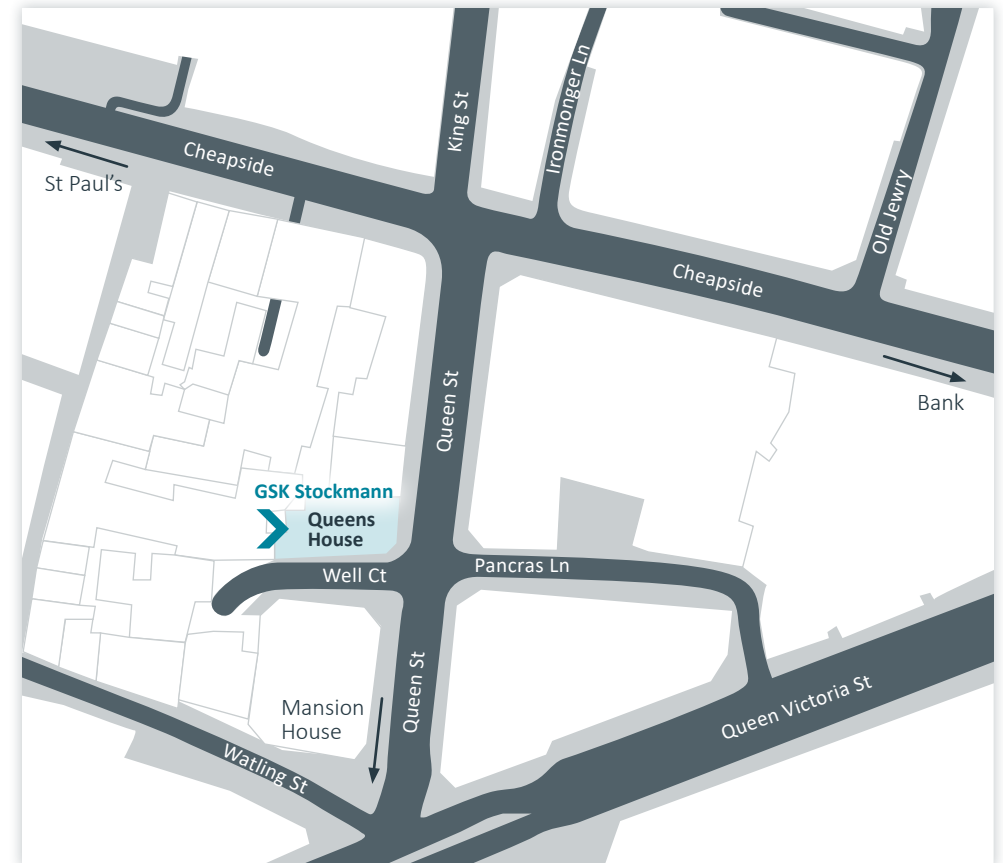 King St
Ironmonger Ln
Cheapside
St Paul's
Old Jewry
Cheapside
Bank
Queen St
GSK Stockmann
Queens
House
Well Ct
Pancras Ln
Queen St
Mansion
House
Queen Victoria St
Watling St